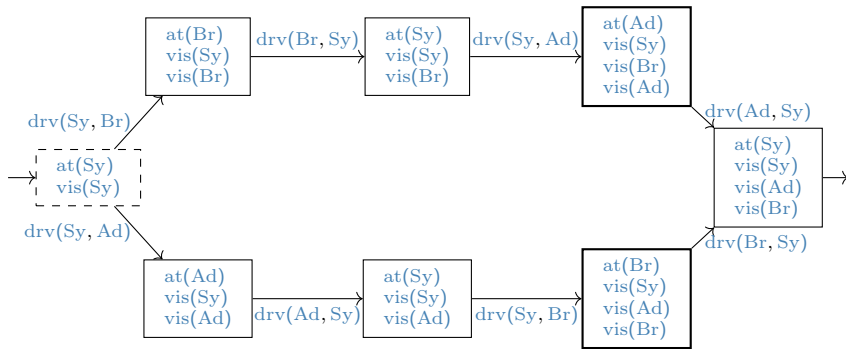 at(Br)
vis(Sy)
vis(Br)
drv(Br, Sy)
at(Sy)
vis(Sy)
vis(Br)
drv(Sy, Ad)
at(Ad)
vis(Sy)
vis(Br)
vis(Ad)
drv(Sy, Br)
drv(Ad, Sy)
at(Sy)
vis(Sy)
at(Sy)
vis(Sy)
vis(Ad)
vis(Br)
drv(Sy, Ad)
drv(Br, Sy)
at(Ad)
vis(Sy)
vis(Ad)
drv(Ad, Sy)
at(Sy)
vis(Sy)
vis(Ad)
drv(Sy, Br)
at(Br)
vis(Sy)
vis(Ad)
vis(Br)